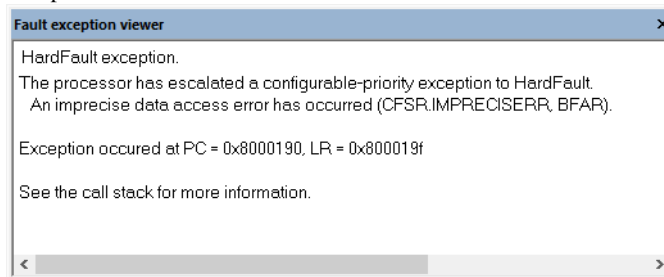 Fault exception viewer
HardFault exception.
The processor has escalated a configurable-priority exception to HardFault.
An imprecise data access error has occurred (CFSR.IMPRECISERR, BFAR).
Exception occured at PC = 0x8000190, LR = 0x800019f
See the call stack for more information.